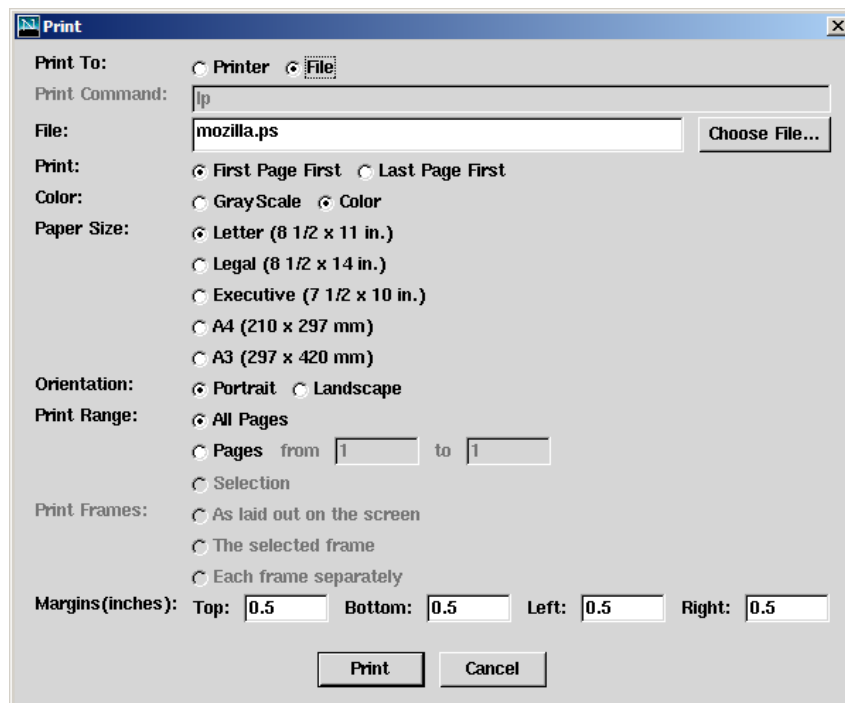 Print
Print To: Printer File
Print Command: lp
File: mozilla.ps Choose File...
Print: First Page First Last Page First
Color: GrayScale Color
Paper Size: Letter (8 1/2 x 11 in.)
Legal (8 1/2 x 14 in.)
Executive (7 1/2 x 10 in.)
A4 (210 x 297 mm)
A3 (297 x 420 mm)
Orientation: Portrait Landscape
Print Range: All Pages
Pages from 1 to 1
Selection
Print Frames: As laid out on the screen
The selected frame
Each frame separately
Margins(inches): Top: 0.5 Bottom: 0.5 Left: 0.5 Right: 0.5
Print Cancel